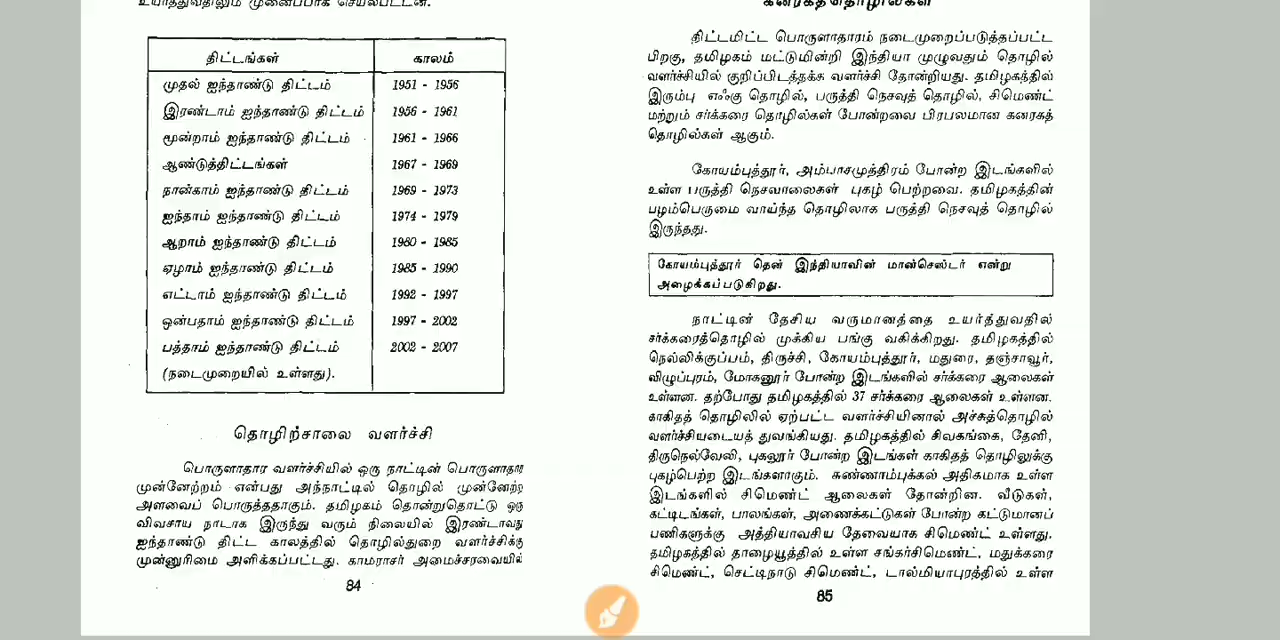 உயர்த்துவதிலும் முனைப்பாக செயல்பட்டன.
திட்டங்கள் காலம்
முதல் ஐந்தாண்டு திட்டம் 1951 - 1956
இரண்டாம் ஐந்தாண்டு திட்டம் 1956 - 1961
மூன்றாம் ஐந்தாண்டு திட்டம் 1961 - 1966
ஆண்டுத்திட்டங்கள் 1967 - 1969
நான்காம் ஐந்தாண்டு திட்டம் 1969 - 1973
ஐந்தாம் ஐந்தாண்டு திட்டம் 1974 - 1979
ஆறாம் ஐந்தாண்டு திட்டம் 1980 - 1985
ஏழாம் ஐந்தாண்டு திட்டம் 1985 - 1990
எட்டாம் ஐந்தாண்டு திட்டம் 1992 - 1997
ஒன்பதாம் ஐந்தாண்டு திட்டம் 1997 - 2002
பத்தாம் ஐந்தாண்டு திட்டம் 2002 - 2007
(நடைமுறையில் உள்ளது).
தொழிற்சாலை வளர்ச்சி
பொருளாதார வளர்ச்சியில் ஒரு நாட்டின் பொருளாதார
முன்னேற்றம் என்பது அந்நாட்டில் தொழில் முன்னேற்ற
அளவைப் பொருத்ததாகும். தமிழகம் தொன்றுதொட்டு ஒரு
விவசாய நாடாக இருந்து வரும் நிலையில் இரண்டாவது
ஐந்தாண்டு திட்ட காலத்தில் தொழில்துறை வளர்ச்சிக்கு
முன்னுரிமை அளிக்கப்பட்டது. காமராசர் அமைச்சரவையில்
84
கனரகத்தொழில்கள்
திட்டமிட்ட பொருளாதாரம் நடைமுறைப்படுத்தப்பட்ட
பிறகு, தமிழகம் மட்டுமின்றி இந்தியா முழுவதும் தொழில்
வளர்ச்சியில் குறிப்பிடத்தக்க வளர்ச்சி தோன்றியது. தமிழகத்தில்
இரும்பு எஃகு தொழில், பருத்தி நெசவுத் தொழில், சிமெண்ட்
மற்றும் சர்க்கரை தொழில்கள் போன்றவை பிரபலமான கனரகத்
தொழில்கள் ஆகும்.
கோயம்புத்தூர், அம்பாசமுத்திரம் போன்ற இடங்களில்
உள்ள பருத்தி நெசவாலைகள் புகழ் பெற்றவை. தமிழகத்தின்
பழம்பெருமை வாய்ந்த தொழிலாக பருத்தி நெசவுத் தொழில்
இருந்தது.
கோயம்புத்தூர் தென் இந்தியாவின் மான்செஸ்டர் என்று
அழைக்கப்படுகிறது.
நாட்டின் தேசிய வருமானத்தை உயர்த்துவதில்
சர்க்கரைத்தொழில் முக்கிய பங்கு வகிக்கிறது. தமிழகத்தில்
நெல்லிக்குப்பம், திருச்சி, கோயம்புத்தூர், மதுரை, தஞ்சாவூர்,
விழுப்புரம், மோகனூர் போன்ற இடங்களில் சர்க்கரை ஆலைகள்
உள்ளன. தற்போது தமிழகத்தில் 37 சர்க்கரை ஆலைகள் உள்ளன.
காகிதத் தொழிலில் ஏற்பட்ட வளர்ச்சியினால் அச்சுத்தொழில்
வளர்ச்சியடையத் துவங்கியது. தமிழகத்தில் சிவகங்கை, தேனி,
திருநெல்வேலி, புகலூர் போன்ற இடங்கள் காகிதத் தொழிலுக்கு
புகழ்பெற்ற இடங்களாகும். சுண்ணாம்புக்கல் அதிகமாக உள்ள
இடங்களில் சிமெண்ட் ஆலைகள் தோன்றின. வீடுகள்,
கட்டிடங்கள், பாலங்கள், அணைக்கட்டுகள் போன்ற கட்டுமானப்
பணிகளுக்கு அத்தியாவசிய தேவையாக சிமெண்ட் உள்ளது.
தமிழகத்தில் தாழையூத்தில் உள்ள சங்கர்சிமெண்ட், மதுக்கரை
சிமெண்ட், செட்டிநாடு சிமெண்ட், டால்மியாபுரத்தில் உள்ள
85